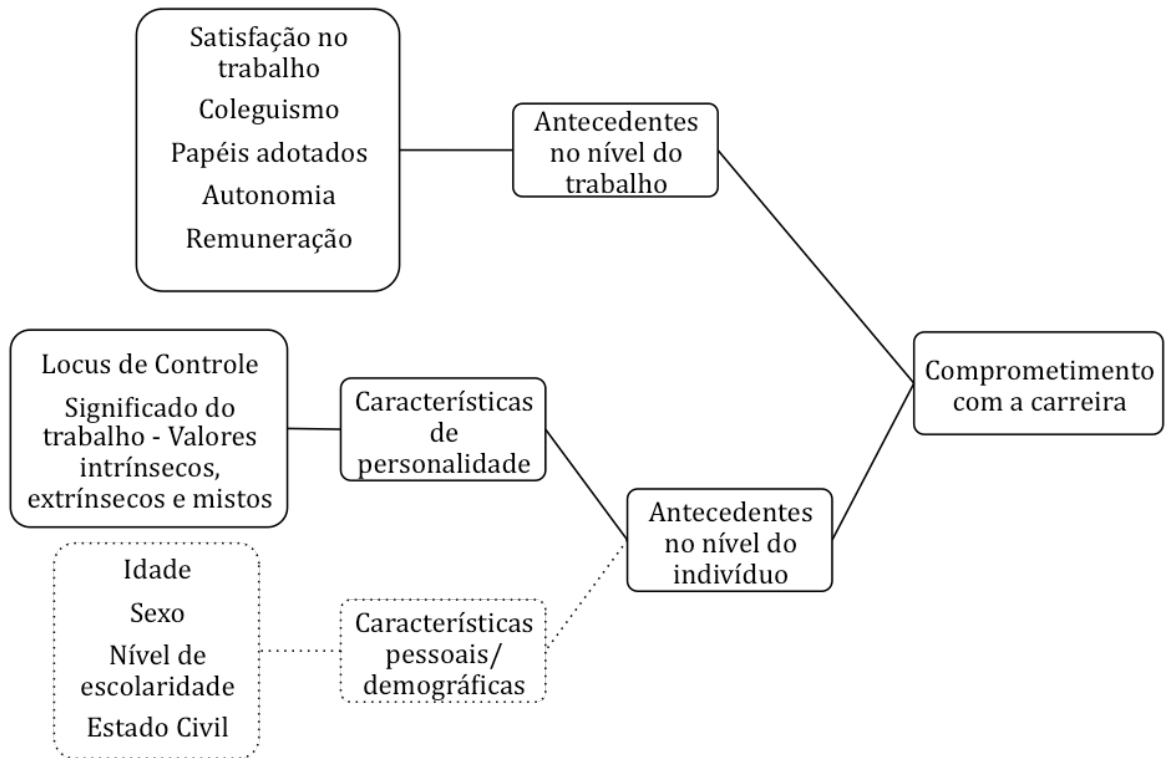 Satisfação no
trabalho
Coleguismo
Papéis adotados
Autonomia
Remuneração
Antecedentes
no nível do
trabalho
Locus de Controle
Significado do
trabalho - Valores
intrínsecos,
extrínsecos e mistos
Características
de
personalidade
Comprometimento
com a carreira
Antecedentes
no nível do
indivíduo
Idade
Sexo
Nível de
escolaridade
Estado Civil
Características
pessoais/
demográficas